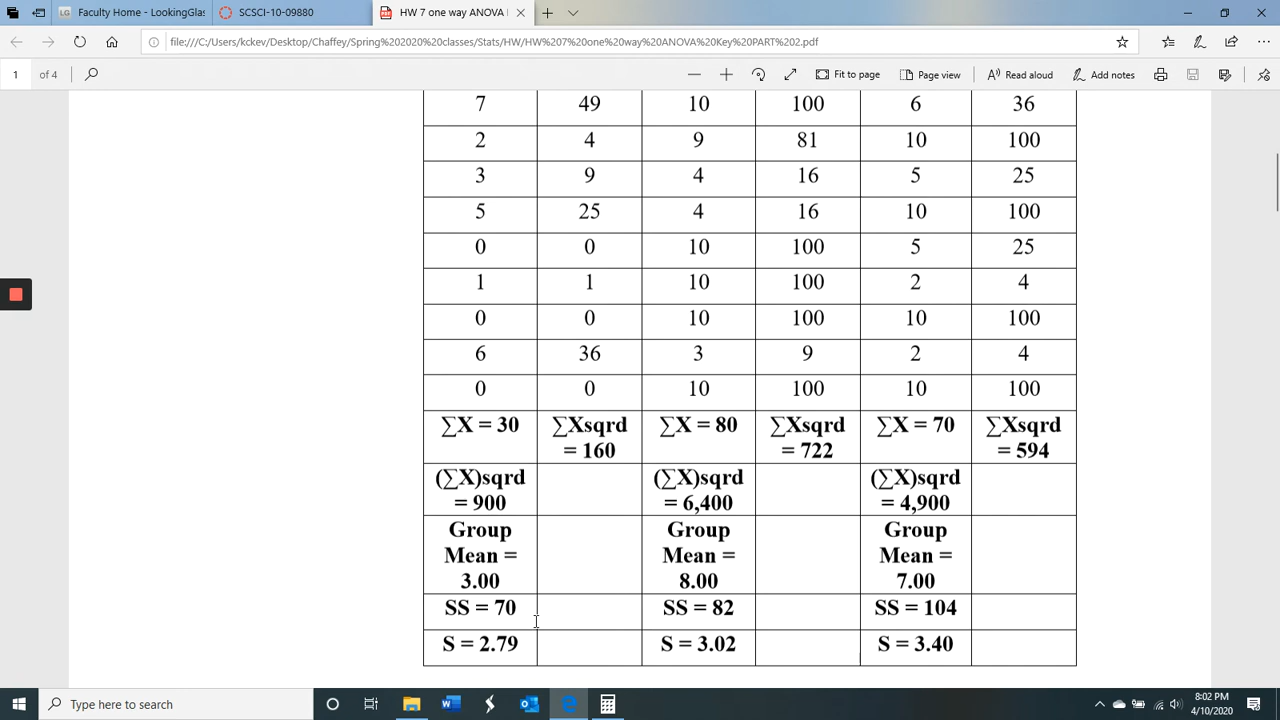 Faculty Home - LookingGlas
SCSCI-10-09880
HW 7 one way ANOVA
file:///C:/Users/kckev/Desktop/Chaffey/Spring%202020%20classes/Stats/HW/HW%207%20one%20way%20ANOVA%20Key%20PART%202.pdf
1 of 4
Fit to page
Page view
Read aloud
Add notes
7 49 10 100 6 36
2 4 9 81 10 100
3 9 4 16 5 25
5 25 4 16 10 100
0 0 10 100 5 25
1 1 10 100 2 4
0 0 10 100 10 100
6 36 3 9 2 4
0 0 10 100 10 100
∑X = 30 ∑Xsqrd ∑X = 80 ∑Xsqrd ∑X = 70 ∑Xsqrd
= 160 = 722 = 594
(∑X)sqrd (∑X)sqrd (∑X)sqrd
= 900 = 6,400 = 4,900
Group Group Group
Mean = Mean = Mean =
3.00 8.00 7.00
SS = 70 SS = 82 SS = 104
S = 2.79 S = 3.02 S = 3.40
Type here to search
8:02 PM
4/10/2020